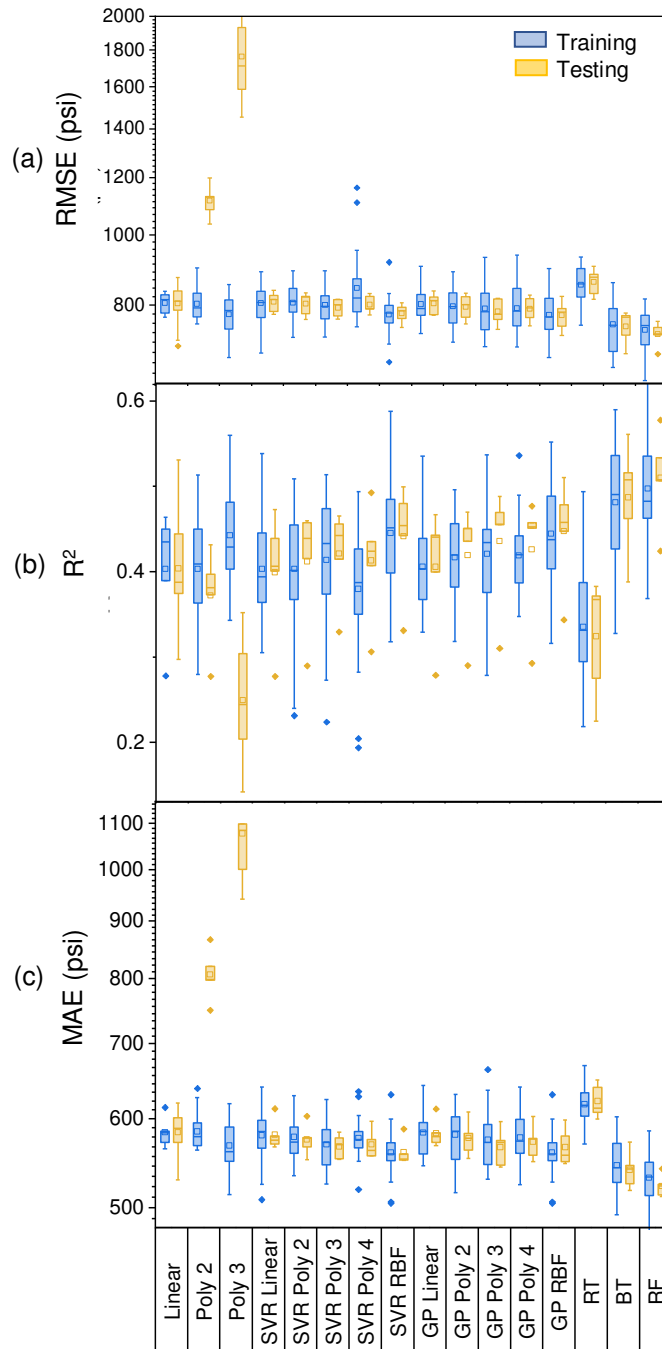 2000
1800
1600
1400
1200
1000
800
RMSE (psi)
(a)
Training
Testing
0.6
0.4
0.2
R²
(b)
1100
1000
900
800
700
600
500
MAE (psi)
(c)
Linear
Poly 2
Poly 3
SVR Linear
SVR Poly 2
SVR Poly 3
SVR Poly 4
SVR RBF
GP Linear
GP Poly 2
GP Poly 3
GP Poly 4
GP RBF
RT
BT
RF